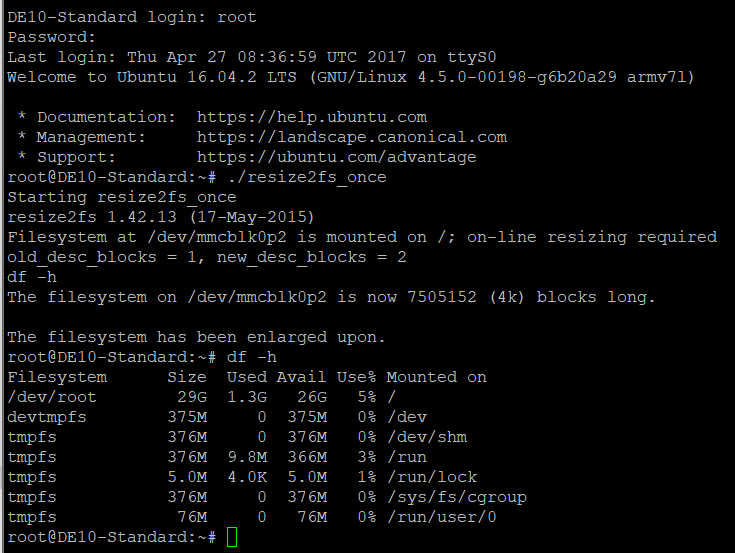 DE10-Standard login: root
Password:
Last login: Thu Apr 27 08:36:59 UTC 2017 on ttyS0
Welcome to Ubuntu 16.04.2 LTS (GNU/Linux 4.5.0-00198-g6b20a29 armv7l)

 * Documentation:  https://help.ubuntu.com
 * Management:     https://landscape.canonical.com
 * Support:        https://ubuntu.com/advantage
root@DE10-Standard:~# ./resize2fs_once
Starting resize2fs_once
resize2fs 1.42.13 (17-May-2015)
Filesystem at /dev/mmcblk0p2 is mounted on /; on-line resizing required
old_desc_blocks = 1, new_desc_blocks = 2
df -h
The filesystem on /dev/mmcblk0p2 is now 7505152 (4k) blocks long.

The filesystem has been enlarged upon.
root@DE10-Standard:~# df -h
Filesystem      Size  Used Avail Use% Mounted on
/dev/root        29G  1.3G   26G   5% /
devtmpfs        375M     0  375M   0% /dev
tmpfs           376M     0  376M   0% /dev/shm
tmpfs           376M  9.8M  366M   3% /run
tmpfs           5.0M  4.0K  5.0M   1% /run/lock
tmpfs           376M     0  376M   0% /sys/fs/cgroup
tmpfs            76M     0   76M   0% /run/user/0
root@DE10-Standard:~#